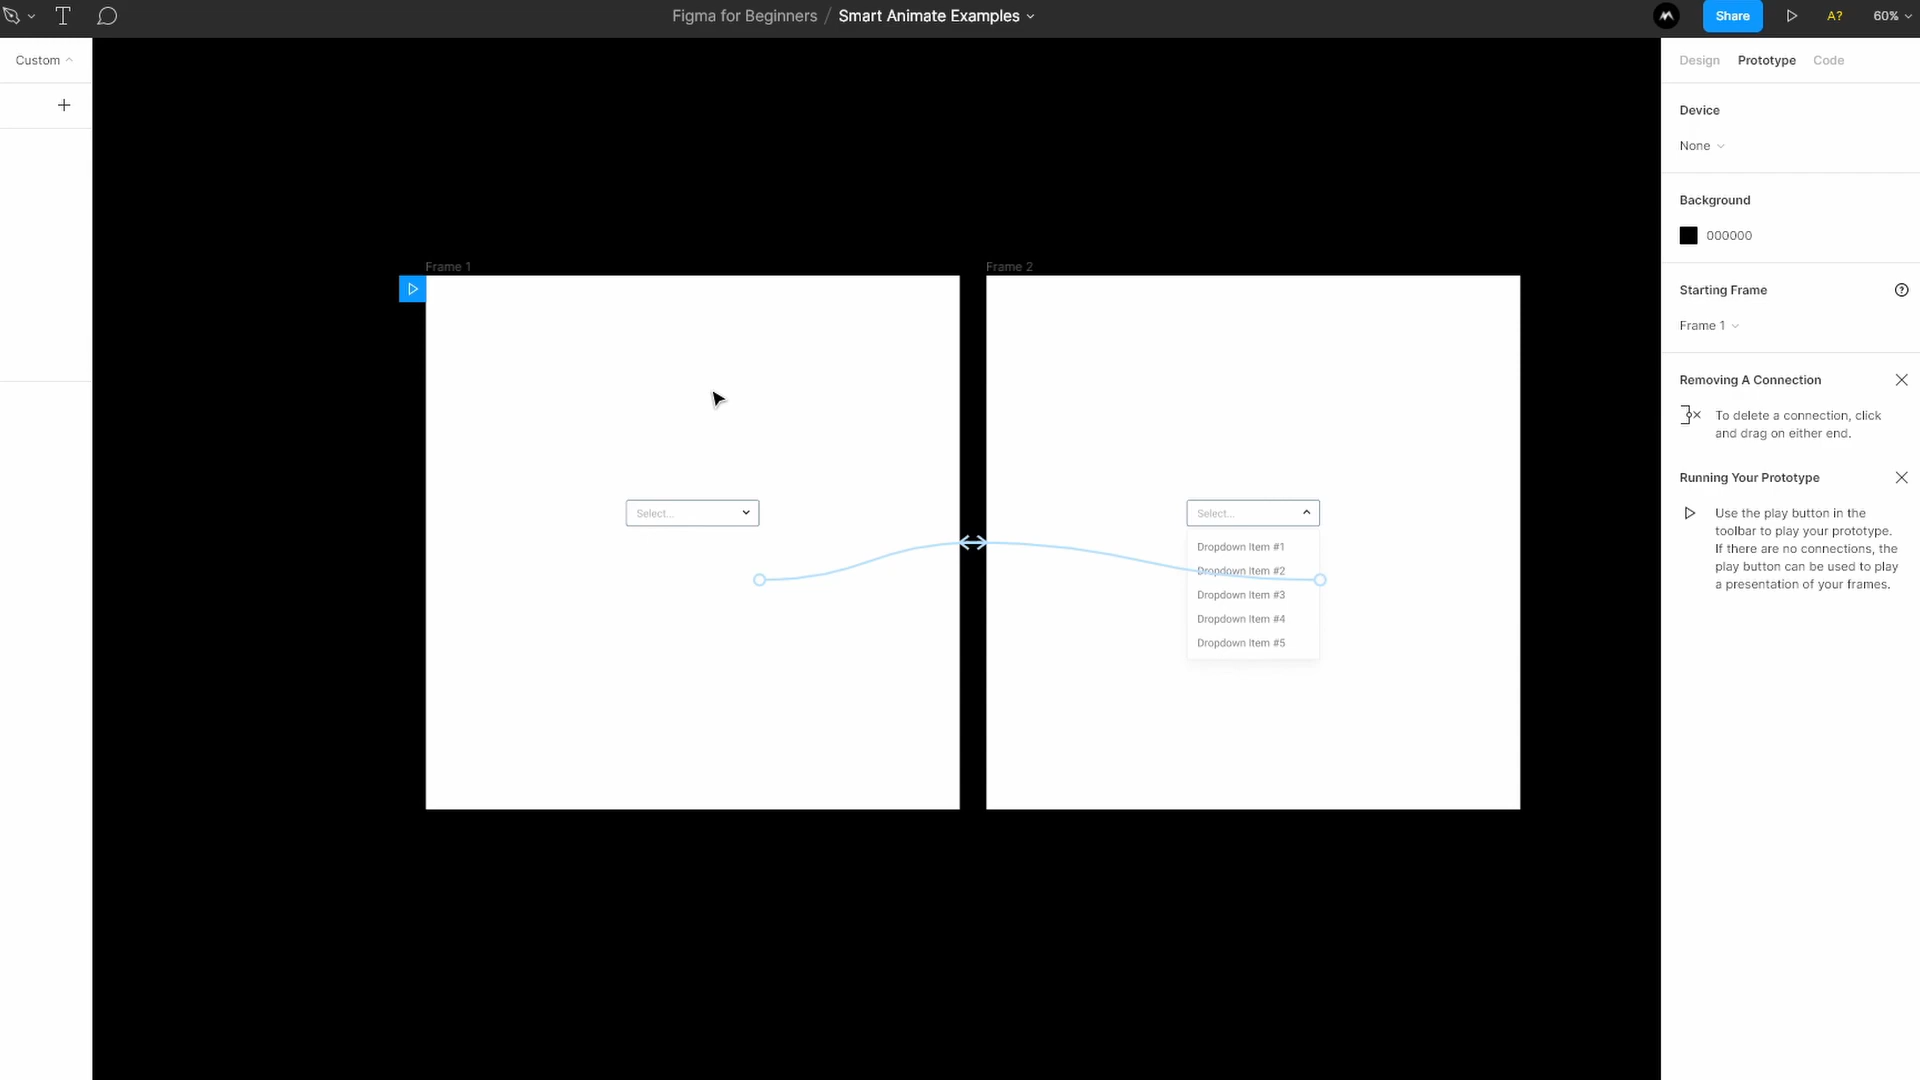 Figma for Beginners / Smart Animate Examples
Share
A?
60%
Custom
Design Prototype Code
Device
None
Background
000000
Starting Frame
Frame 1
Removing A Connection
To delete a connection, click
and drag on either end.
Running Your Prototype
Use the play button in the
toolbar to play your prototype.
If there are no connections, the
play button can be used to play
a presentation of your frames.
Frame 1
Select...
Frame 2
Select...
Dropdown Item #1
Dropdown Item #2
Dropdown Item #3
Dropdown Item #4
Dropdown Item #5